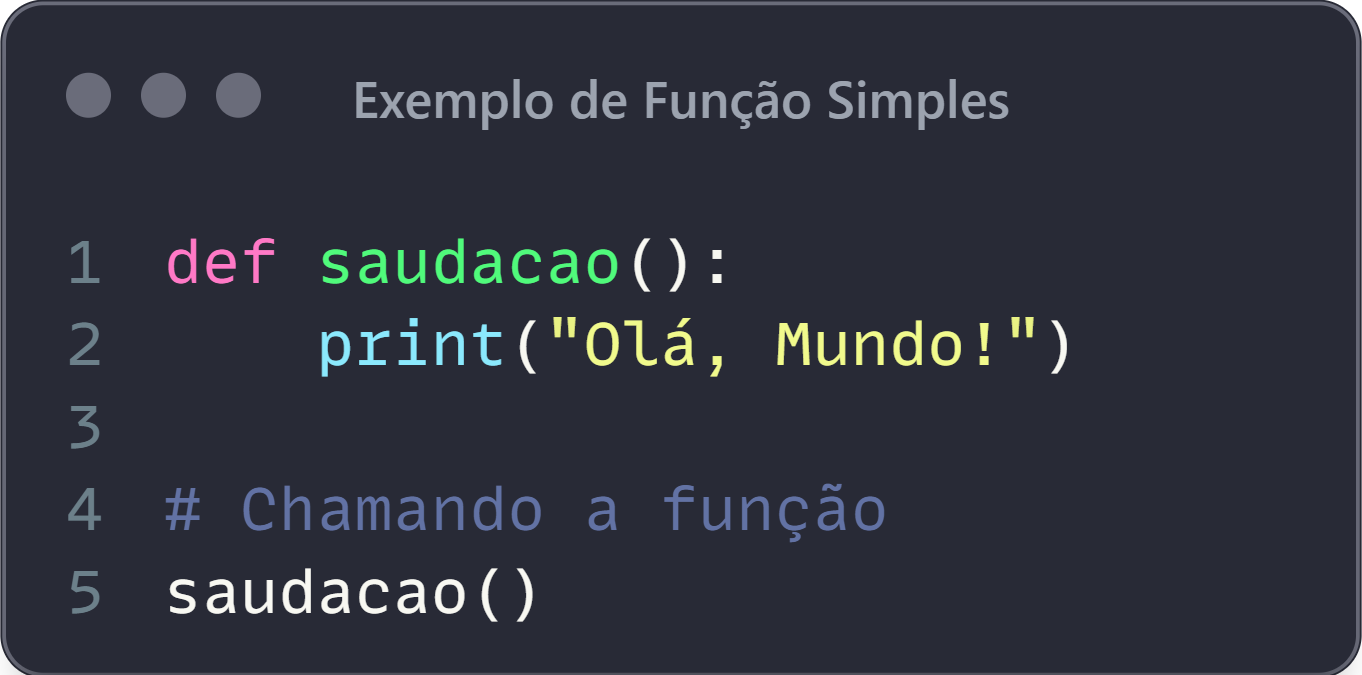 Exemplo de Função Simples
1 def saudacao():
2     print("Olá, Mundo!")
3
4 # Chamando a função
5 saudacao()